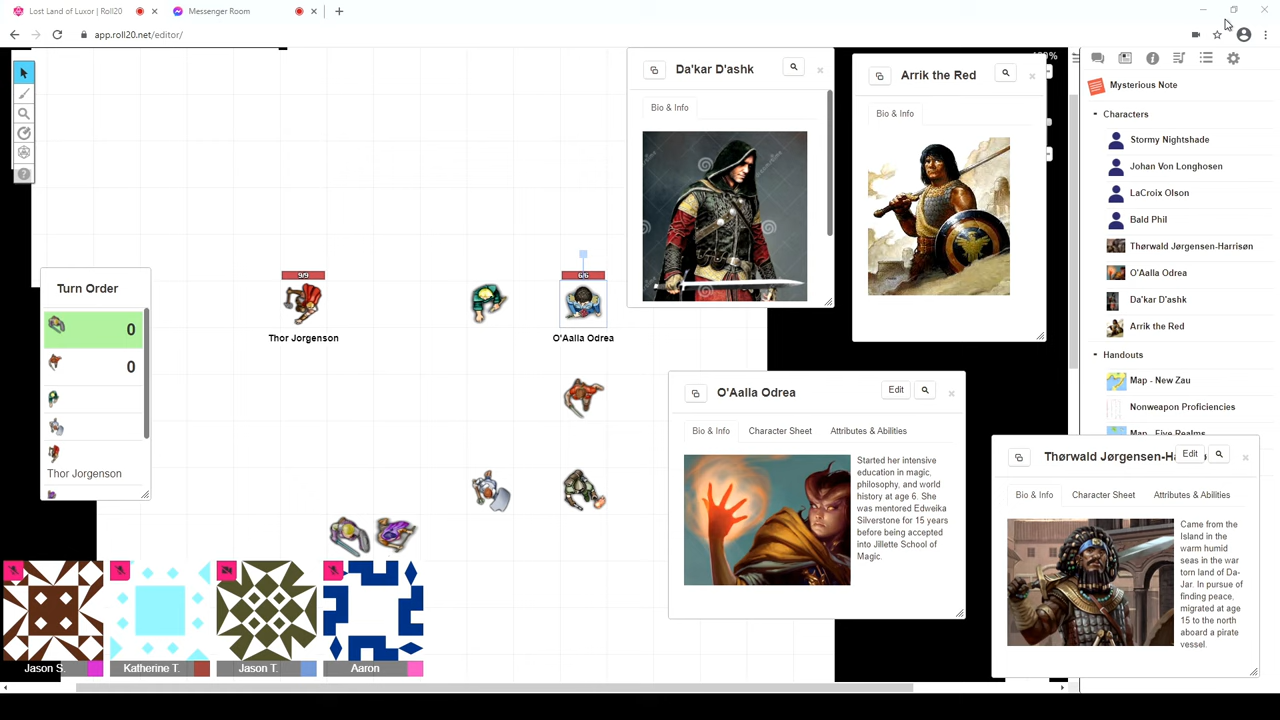 Lost Land of Luxor | Roll20
Messenger Room
app.roll20.net/editor/
Da'kar D'ashk
Bio & Info
Arrik the Red
Bio & Info
Mysterious Note
Characters
Stormy Nightshade
Johan Von Longhosen
LaCroix Olson
Bald Phil
Thørwald Jørgensen-Harrisøn
O'Aalla Odrea
Da'kar D'ashk
Arrik the Red
Handouts
Map - New Zau
Nonweapon Proficiencies
Map - Five Realms
Turn Order
0
0
Thor Jorgenson
9/9
Thor Jorgenson
6/6
O'Aalla Odrea
O'Aalla Odrea
Edit
Bio & Info
Character Sheet
Attributes & Abilities
Started her intensive
education in magic,
philosophy, and world
history at age 6. She
was mentored Edweika
Silverstone for 15 years
before being accepted
into Jillette School of
Magic.
Thørwald Jørgensen-Ha
Edit
Bio & Info
Character Sheet
Attributes & Abilities
Came from the
Island in the
warm humid
seas in the war
torn land of Da-
Jar. In pursue of
finding peace,
migrated at age
15 to the north
aboard a pirate
vessel.
Jason S.
Katherine T.
Jason T.
Aaron